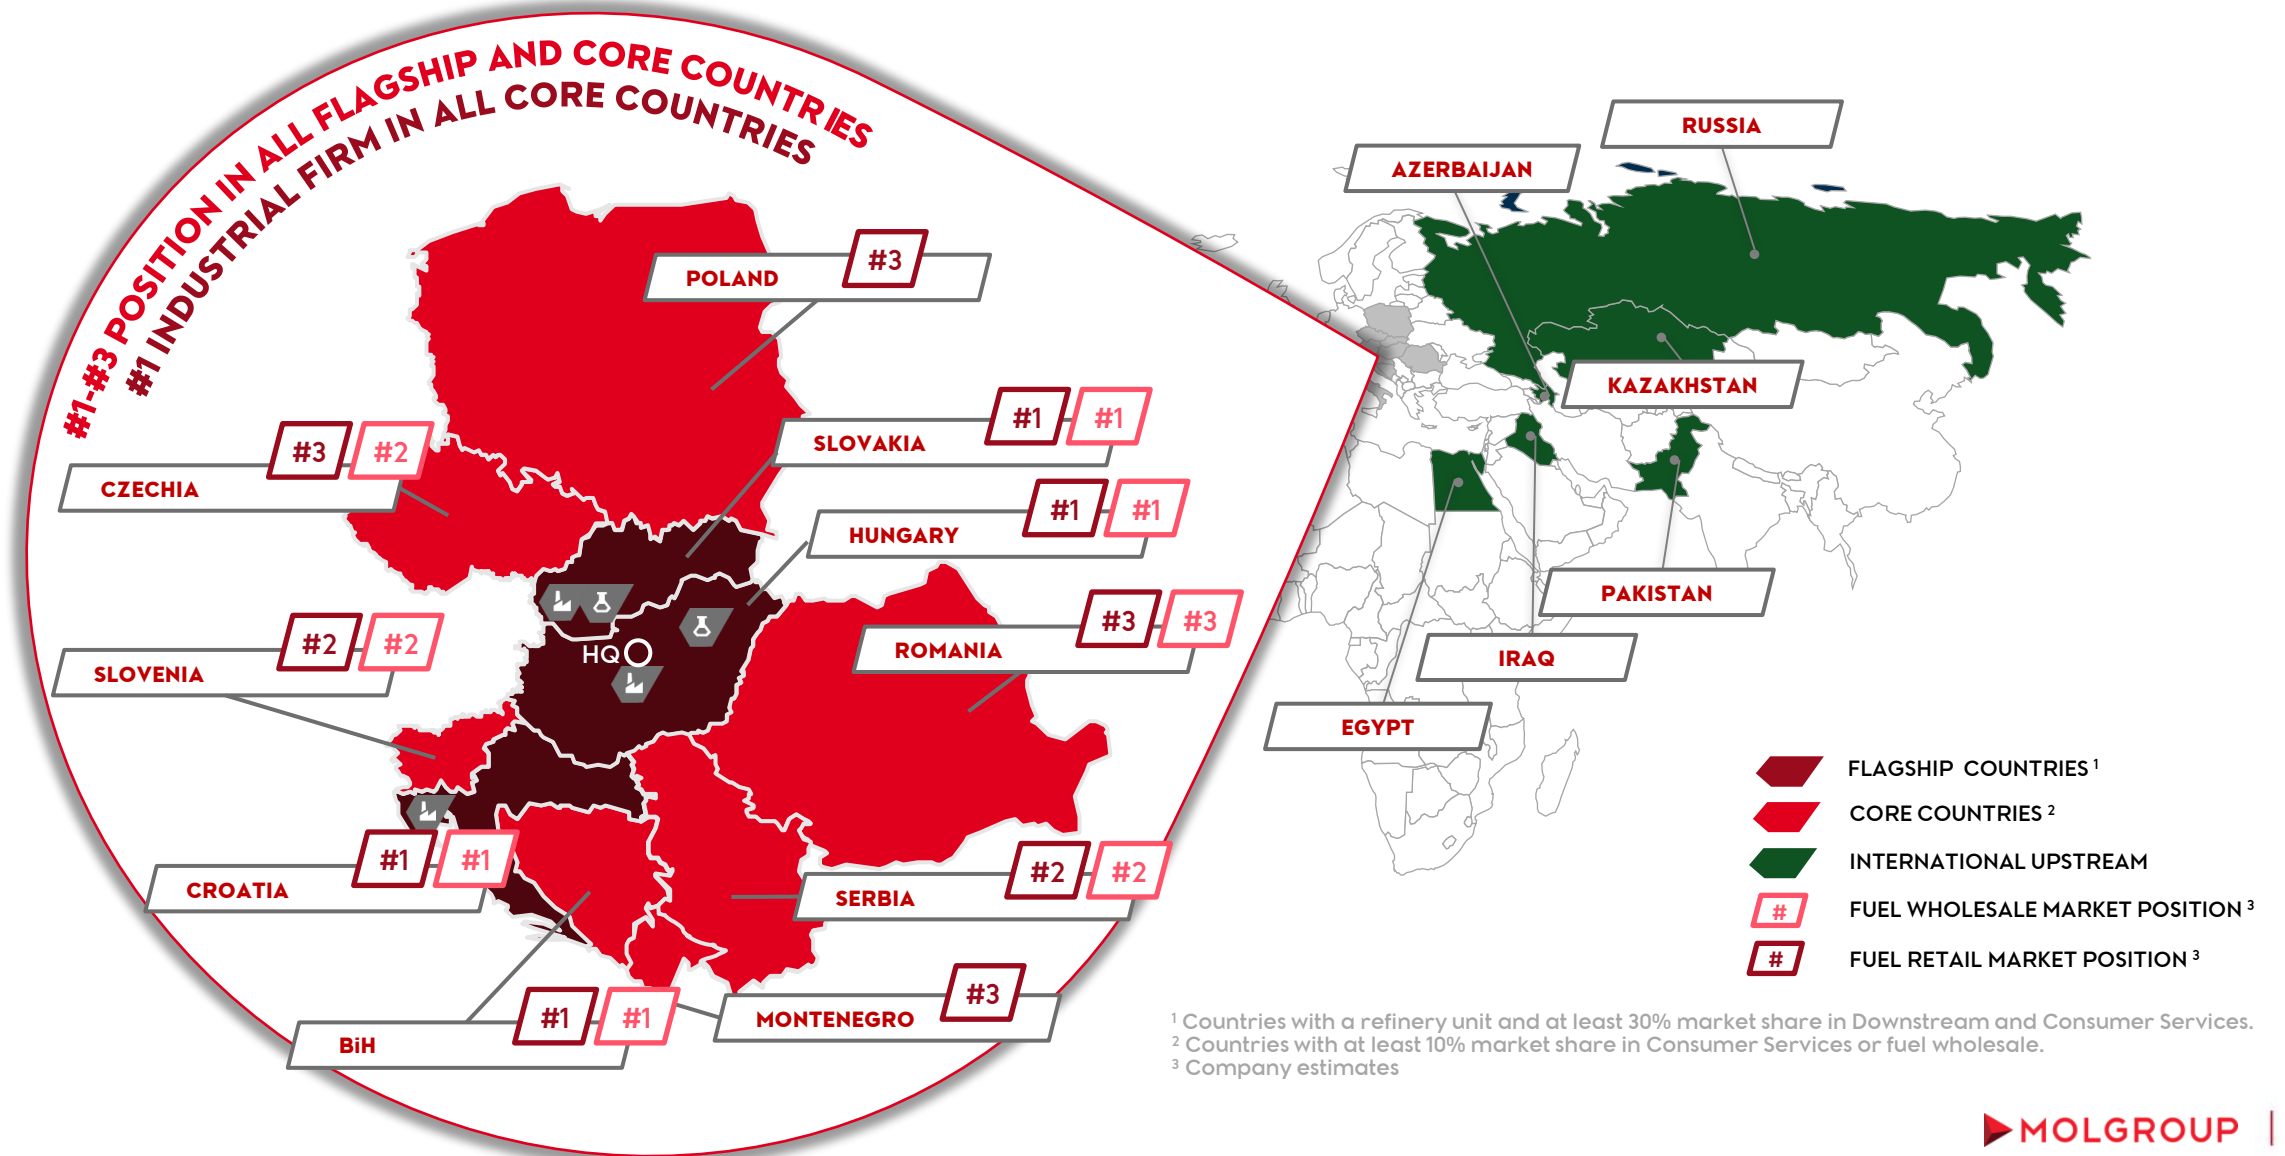 #1-#3 POSITION IN ALL FLAGSHIP AND CORE COUNTRIES
#1 INDUSTRIAL FIRM IN ALL CORE COUNTRIES
POLAND #3
SLOVAKIA #1 #1
CZECHIA #3 #2
HUNGARY #1 #1
ROMANIA #3 #3
SLOVENIA #2 #2
HQ
CROATIA #1 #1
SERBIA #2 #2
MONTENEGRO #3
BiH #1 #1
RUSSIA
AZERBAIJAN
KAZAKHSTAN
PAKISTAN
IRAQ
EGYPT
FLAGSHIP COUNTRIES 1
CORE COUNTRIES 2
INTERNATIONAL UPSTREAM
# FUEL WHOLESALE MARKET POSITION 3
# FUEL RETAIL MARKET POSITION 3
1 Countries with a refinery unit and at least 30% market share in Downstream and Consumer Services.
2 Countries with at least 10% market share in Consumer Services or fuel wholesale.
3 Company estimates
MOLGROUP